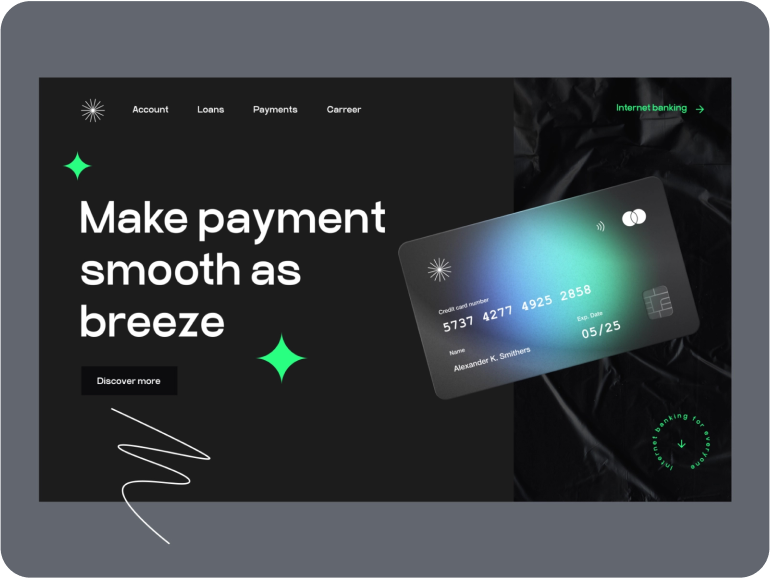 Account Loans Payments Carreer
Internet banking
Make payment
smooth as
breeze
Discover more
Credit card number
5737 4277 4925 2858
Exp. Date
05/25
Name
Alexander K. Smithers
Internet banking for everyone